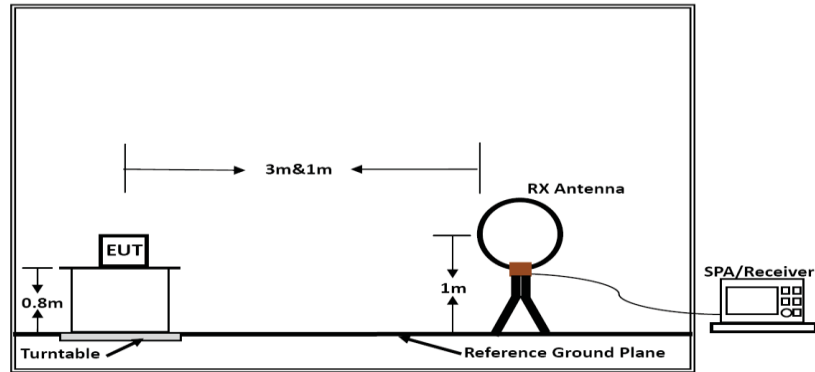 3m&1m
RX Antenna
EUT
SPA/Receiver
1m
0.8m
Turntable
Reference Ground Plane